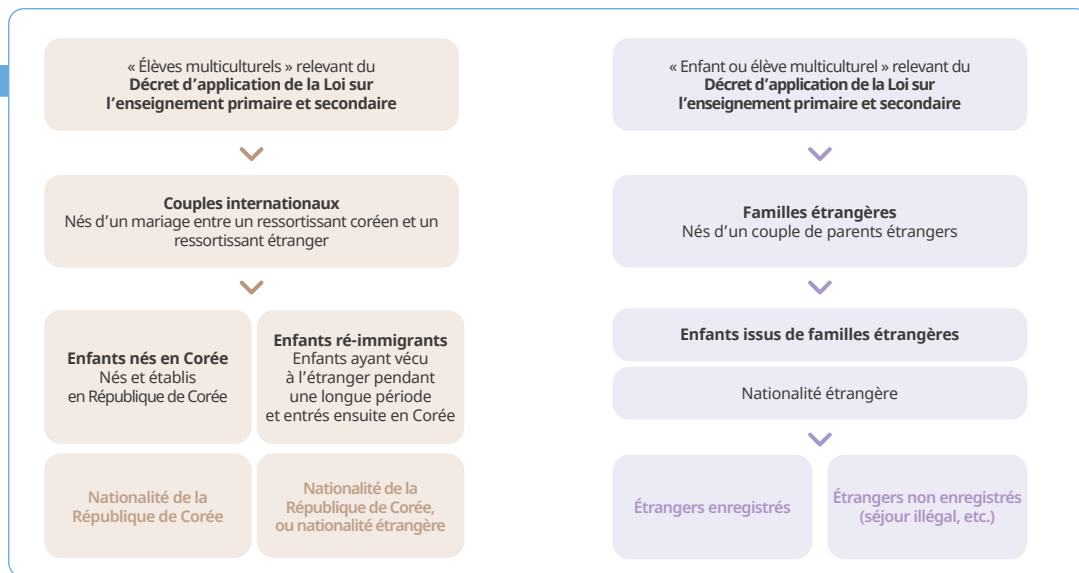 « Élèves multiculturels » relevant du
Décret d’application de la Loi sur
l’enseignement primaire et secondaire
Couples internationaux
Nés d’un mariage entre un ressortissant coréen et un
ressortissant étranger
Enfants nés en Corée
Nés et établis
en République de Corée
Enfants ré-immigrants
Enfants ayant vécu
à l’étranger pendant
une longue période
et entrés ensuite en Corée
Nationalité de la
République de Corée
Nationalité de la
République de Corée,
ou nationalité étrangère
« Enfant ou élève multiculturel » relevant du
Décret d’application de la Loi sur
l’enseignement primaire et secondaire
Familles étrangères
Nés d’un couple de parents étrangers
Enfants issus de familles étrangères
Nationalité étrangère
Étrangers enregistrés
Étrangers non enregistrés
(séjour illégal, etc.)